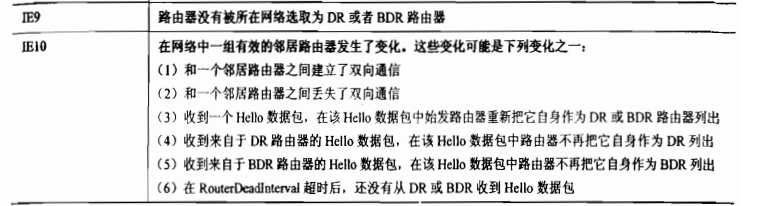 IE9 路由器没有被所在网络选取为 DR 或者 BDR 路由器
IE10 在网络中一组有效的邻居路由器发生了变化。这些变化可能是下列变化之一：
（1）和一个邻居路由器之间建立了双向通信
（2）和一个邻居路由器之间丢失了双向通信
（3）收到一个 Hello 数据包，在该 Hello 数据包中始发路由器重新把它自身作为 DR 或 BDR 路由器列出
（4）收到来自于 DR 路由器的 Hello 数据包，在该 Hello 数据包中路由器不再把它自身作为 DR 列出
（5）收到来自于 BDR 路由器的 Hello 数据包，在该 Hello 数据包中路由器不再把它自身作为 BDR 列出
（6）在 RouterDeadInterval 超时后，还没有从 DR 或 BDR 收到 Hello 数据包